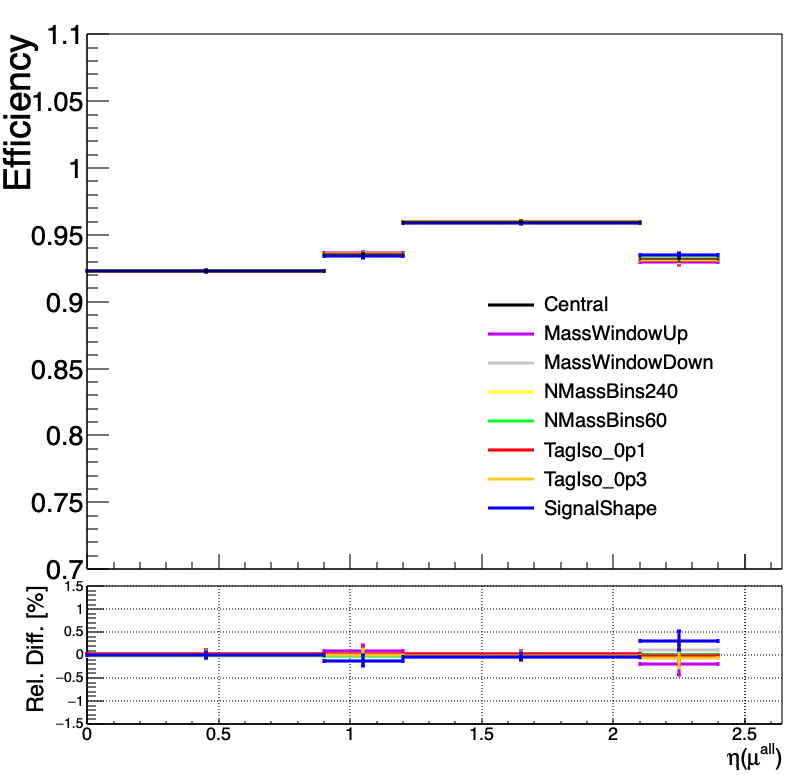 1.1
1.05
1
0.95
0.9
0.85
0.8
0.75
0.7
Efficiency
Central
MassWindowUp
MassWindowDown
NMassBins240
NMassBins60
TagIso_0p1
TagIso_0p3
SignalShape
1.5
1
0.5
0
−0.5
−1
−1.5
Rel. Diff. [%]
0 0.5 1 1.5 2 2.5
η(μ^all)